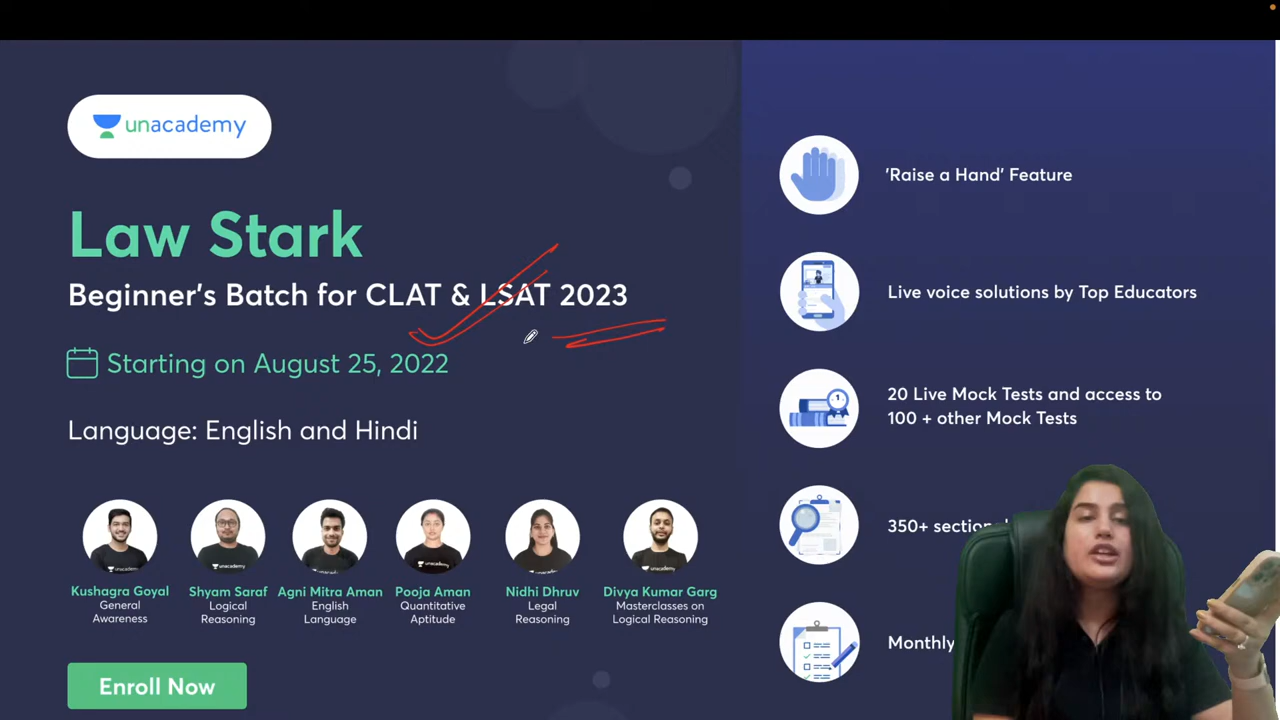 unacademy
Law Stark
Beginner's Batch for CLAT & LSAT 2023
Starting on August 25, 2022
Language: English and Hindi
Kushagra Goyal
General
Awareness
Shyam Saraf
Logical
Reasoning
Agni Mitra Aman
English
Language
Pooja Aman
Quantitative
Aptitude
Nidhi Dhruv
Legal
Reasoning
Divya Kumar Garg
Masterclasses on
Logical Reasoning
Enroll Now
'Raise a Hand' Feature
Live voice solutions by Top Educators
20 Live Mock Tests and access to
100 + other Mock Tests
350+
Monthly